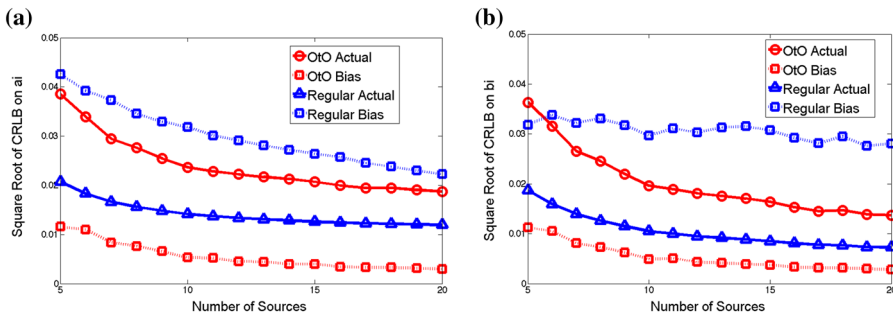 (a)
Square Root of CRLB on ai
0.05
0.04
0.03
0.02
0.01
0
5
10
15
20
Number of Sources
OtO Actual
OtO Bias
Regular Actual
Regular Bias
(b)
Square Root of CRLB on bi
0.05
0.04
0.03
0.02
0.01
0
5
10
15
20
Number of Sources
OtO Actual
OtO Bias
Regular Actual
Regular Bias